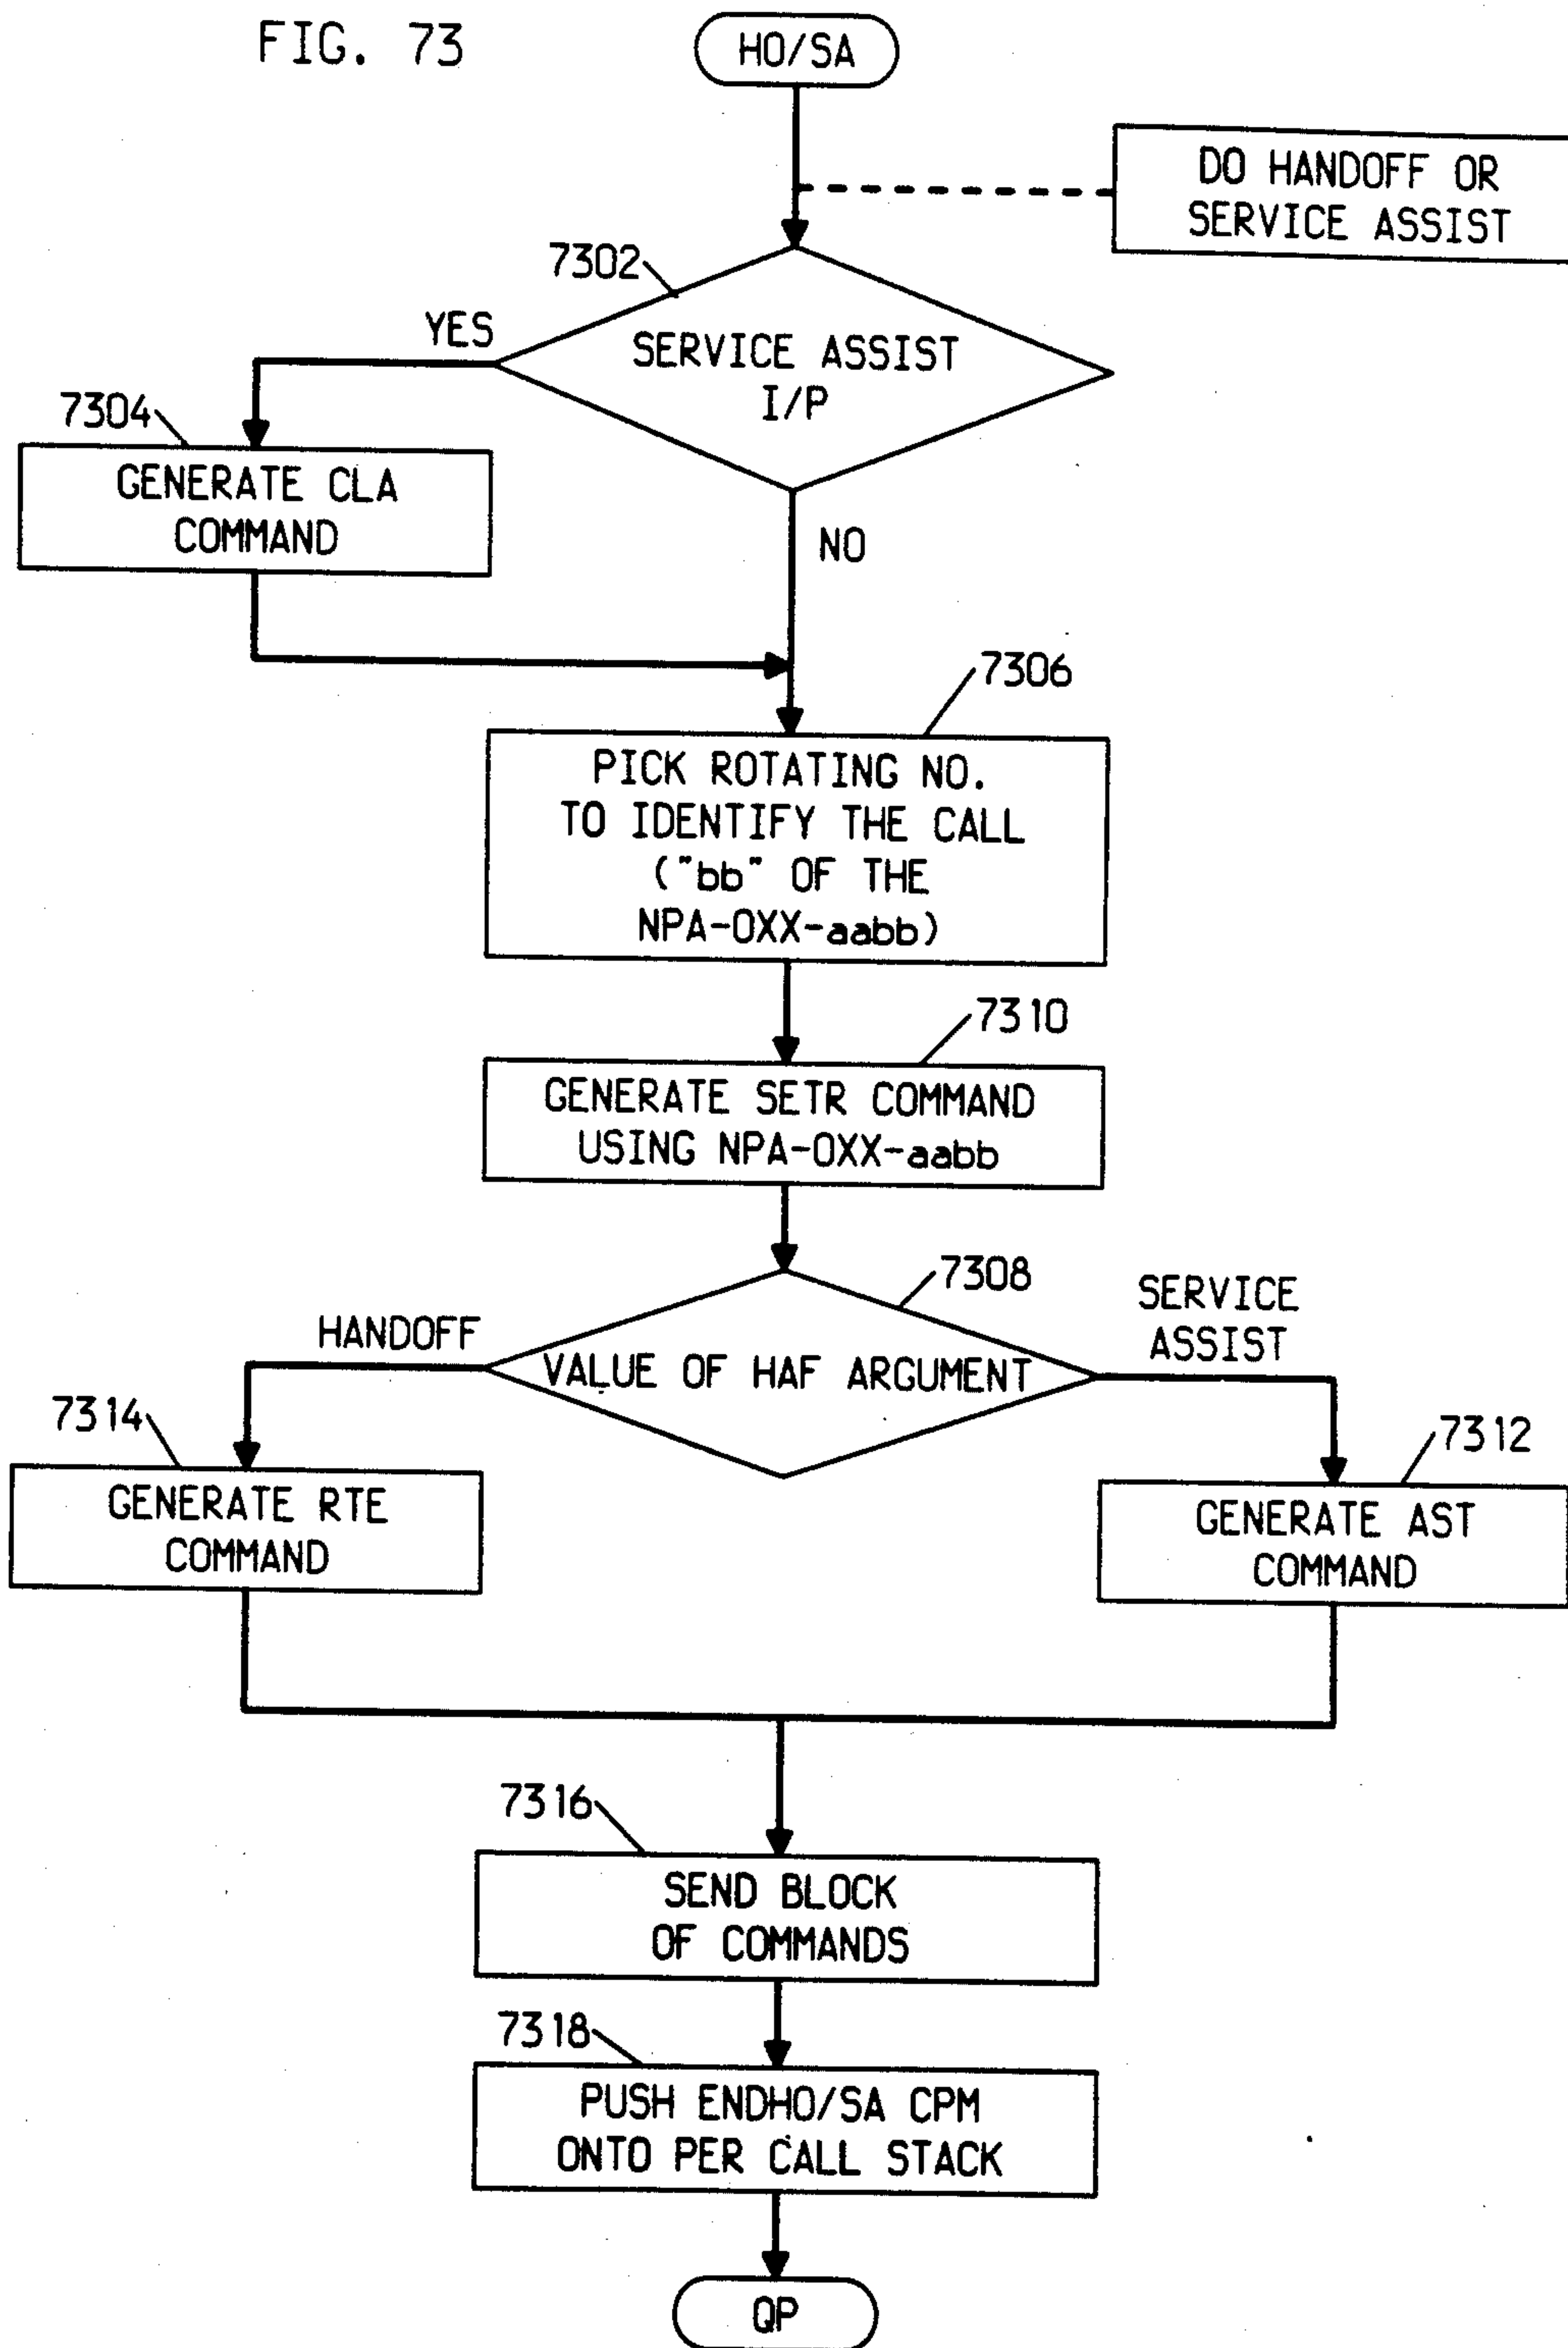 FIG. 73
HO/SA
DO HANDOFF OR
SERVICE ASSIST
7302
YES
SERVICE ASSIST
I/P
7304
GENERATE CLA
COMMAND
NO
7306
PICK ROTATING NO.
TO IDENTIFY THE CALL
("bb" OF THE
NPA-0XX-aabb)
7310
GENERATE SETR COMMAND
USING NPA-0XX-aabb
7308
HANDOFF
SERVICE
ASSIST
VALUE OF HAF ARGUMENT
7314
7312
GENERATE RTE
COMMAND
GENERATE AST
COMMAND
7316
SEND BLOCK
OF COMMANDS
7318
PUSH ENDHO/SA CPM
ONTO PER CALL STACK
QP